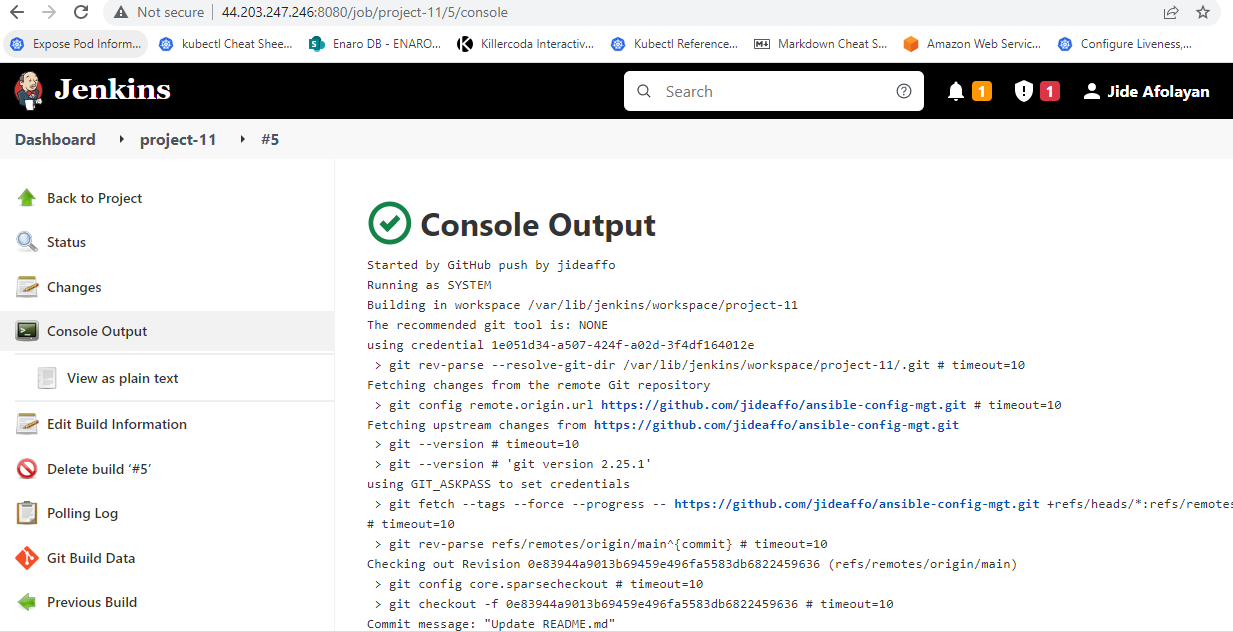 Not secure | 44.203.247.246:8080/job/project-11/5/console
Expose Pod Inform... kubectl Cheat Shee... Enaro DB - ENARO... Killercoda Interactiv... Kubectl Reference... Markdown Cheat S... Amazon Web Servic... Configure Liveness,...
Jenkins Search 1 1 Jide Afolayan
Dashboard project-11 #5
Back to Project
Status
Changes
Console Output
View as plain text
Edit Build Information
Delete build ‘#5’
Polling Log
Git Build Data
Previous Build
Console Output
Started by GitHub push by jideaffo
Running as SYSTEM
Building in workspace /var/lib/jenkins/workspace/project-11
The recommended git tool is: NONE
using credential 1e051d34-a507-424f-a02d-3f4df164012e
> git rev-parse --resolve-git-dir /var/lib/jenkins/workspace/project-11/.git # timeout=10
Fetching changes from the remote Git repository
> git config remote.origin.url https://github.com/jideaffo/ansible-config-mgt.git # timeout=10
Fetching upstream changes from https://github.com/jideaffo/ansible-config-mgt.git
> git --version # timeout=10
> git --version # 'git version 2.25.1'
using GIT_ASKPASS to set credentials
> git fetch --tags --force --progress -- https://github.com/jideaffo/ansible-config-mgt.git +refs/heads/*:refs/remotes
# timeout=10
> git rev-parse refs/remotes/origin/main^{commit} # timeout=10
Checking out Revision 0e83944a9013b69459e496fa5583db6822459636 (refs/remotes/origin/main)
> git config core.sparsecheckout # timeout=10
> git checkout -f 0e83944a9013b69459e496fa5583db6822459636 # timeout=10
Commit message: "Update README.md"